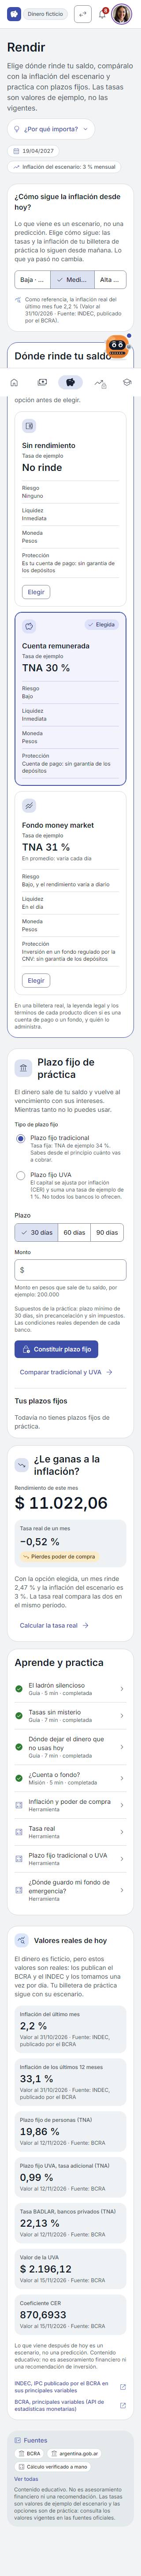 Dinero ficticio
6
Rendir
Elige dónde rinde tu saldo, compáralo
con la inflación del escenario y
practica con plazos fijos. Las tasas
son valores de ejemplo, no las
vigentes.
¿Por qué importa?
19/04/2027
Inflación del escenario: 3 % mensual
¿Cómo sigue la inflación desde
hoy?
Lo que viene es un escenario, no una
predicción. Elige cómo sigue: las
tasas y la inflación de tu billetera de
práctica lo siguen desde mañana. Lo
que ya pasó no cambia.
Baja · ...
Medi...
Alta ...
Como referencia, la inflación real del
último mes fue 2,2 % (Valor al
31/10/2026 · Fuente: INDEC, publicado
por el BCRA).
Dónde rinde tu saldo
opción antes de elegir.
Sin rendimiento
Tasa de ejemplo
No rinde
Riesgo
Ninguno
Liquidez
Inmediata
Moneda
Pesos
Protección
Es tu cuenta de pago: sin garantía de
los depósitos
Elegir
Elegida
Cuenta remunerada
Tasa de ejemplo
TNA 30 %
Riesgo
Bajo
Liquidez
Inmediata
Moneda
Pesos
Protección
Cuenta de pago: sin garantía de los
depósitos
Fondo money market
Tasa de ejemplo
TNA 31 %
En promedio: varía cada día
Riesgo
Bajo, y el rendimiento varía a diario
Liquidez
En el día
Moneda
Pesos
Protección
Inversión en un fondo regulado por la
CNV: sin garantía de los depósitos
Elegir
En una billetera real, la leyenda legal y los
términos de cada producto dicen si es una
cuenta de pago o un fondo, y quién lo
administra.
Plazo fijo de
práctica
El dinero sale de tu saldo y vuelve al
vencimiento con sus intereses.
Mientras tanto no lo puedes usar.
Tipo de plazo fijo
Plazo fijo tradicional
Tasa fija: TNA de ejemplo 34 %.
Sabes desde el principio cuánto vas
a cobrar.
Plazo fijo UVA
El capital se ajusta por inflación
(CER) y suma una tasa de ejemplo de
1 %. No todos los bancos lo ofrecen.
Plazo
30 días
60 días
90 días
Monto
$
Monto en pesos que sale de tu saldo, por
ejemplo: 200.000
Supuestos de la práctica: plazo mínimo de
30 días, sin precancelación y sin impuestos.
Las condiciones reales dependen de cada
banco.
Constituir plazo fijo
Comparar tradicional y UVA
Tus plazos fijos
Todavía no tienes plazos fijos de
práctica.
¿Le ganas a la
inflación?
Rendimiento de este mes
$ 11.022,06
Tasa real de un mes
−0,52 %
Pierdes poder de compra
Con la opción elegida, un mes rinde
2,47 % y la inflación del escenario es
3 %. La tasa real compara las dos en
el mismo período.
Calcular la tasa real
Aprende y practica
El ladrón silencioso
Guía · 5 min · completada
Tasas sin misterio
Guía · 7 min · completada
Dónde dejar el dinero que
no usas hoy
Guía · 7 min · completada
¿Cuenta o fondo?
Misión · 5 min · completada
Inflación y poder de compra
Herramienta
Tasa real
Herramienta
Plazo fijo tradicional o UVA
Herramienta
¿Dónde guardo mi fondo de
emergencia?
Herramienta
Valores reales de hoy
El dinero es ficticio, pero estos
valores son reales: los publican el
BCRA y el INDEC y los tomamos una
vez por día. Tu billetera de práctica
sigue con su escenario.
Inflación del último mes
2,2 %
Valor al 31/10/2026 · Fuente: INDEC,
publicado por el BCRA
Inflación de los últimos 12 meses
33,1 %
Valor al 31/10/2026 · Fuente: INDEC,
publicado por el BCRA
Plazo fijo de personas (TNA)
19,86 %
Valor al 12/11/2026 · Fuente: BCRA
Plazo fijo UVA, tasa adicional (TNA)
0,99 %
Valor al 12/11/2026 · Fuente: BCRA
Tasa BADLAR, bancos privados (TNA)
22,13 %
Valor al 12/11/2026 · Fuente: BCRA
Valor de la UVA
$ 2.196,12
Valor al 15/11/2026 · Fuente: BCRA
Coeficiente CER
870,6933
Valor al 15/11/2026 · Fuente: BCRA
Lo que viene después de hoy es un
escenario, no una predicción. Contenido
educativo: no es asesoramiento financiero ni
una recomendación de inversión.
INDEC, IPC publicado por el BCRA en
sus principales variables
BCRA, principales variables (API de
estadísticas monetarias)
Fuentes
BCRA
argentina.gob.ar
Cálculo verificado a mano
Ver todas
Contenido educativo. No es asesoramiento
financiero ni una recomendación. Las tasas
son valores de ejemplo del escenario y las
opciones son de práctica: consulta los
valores vigentes en las fuentes oficiales.